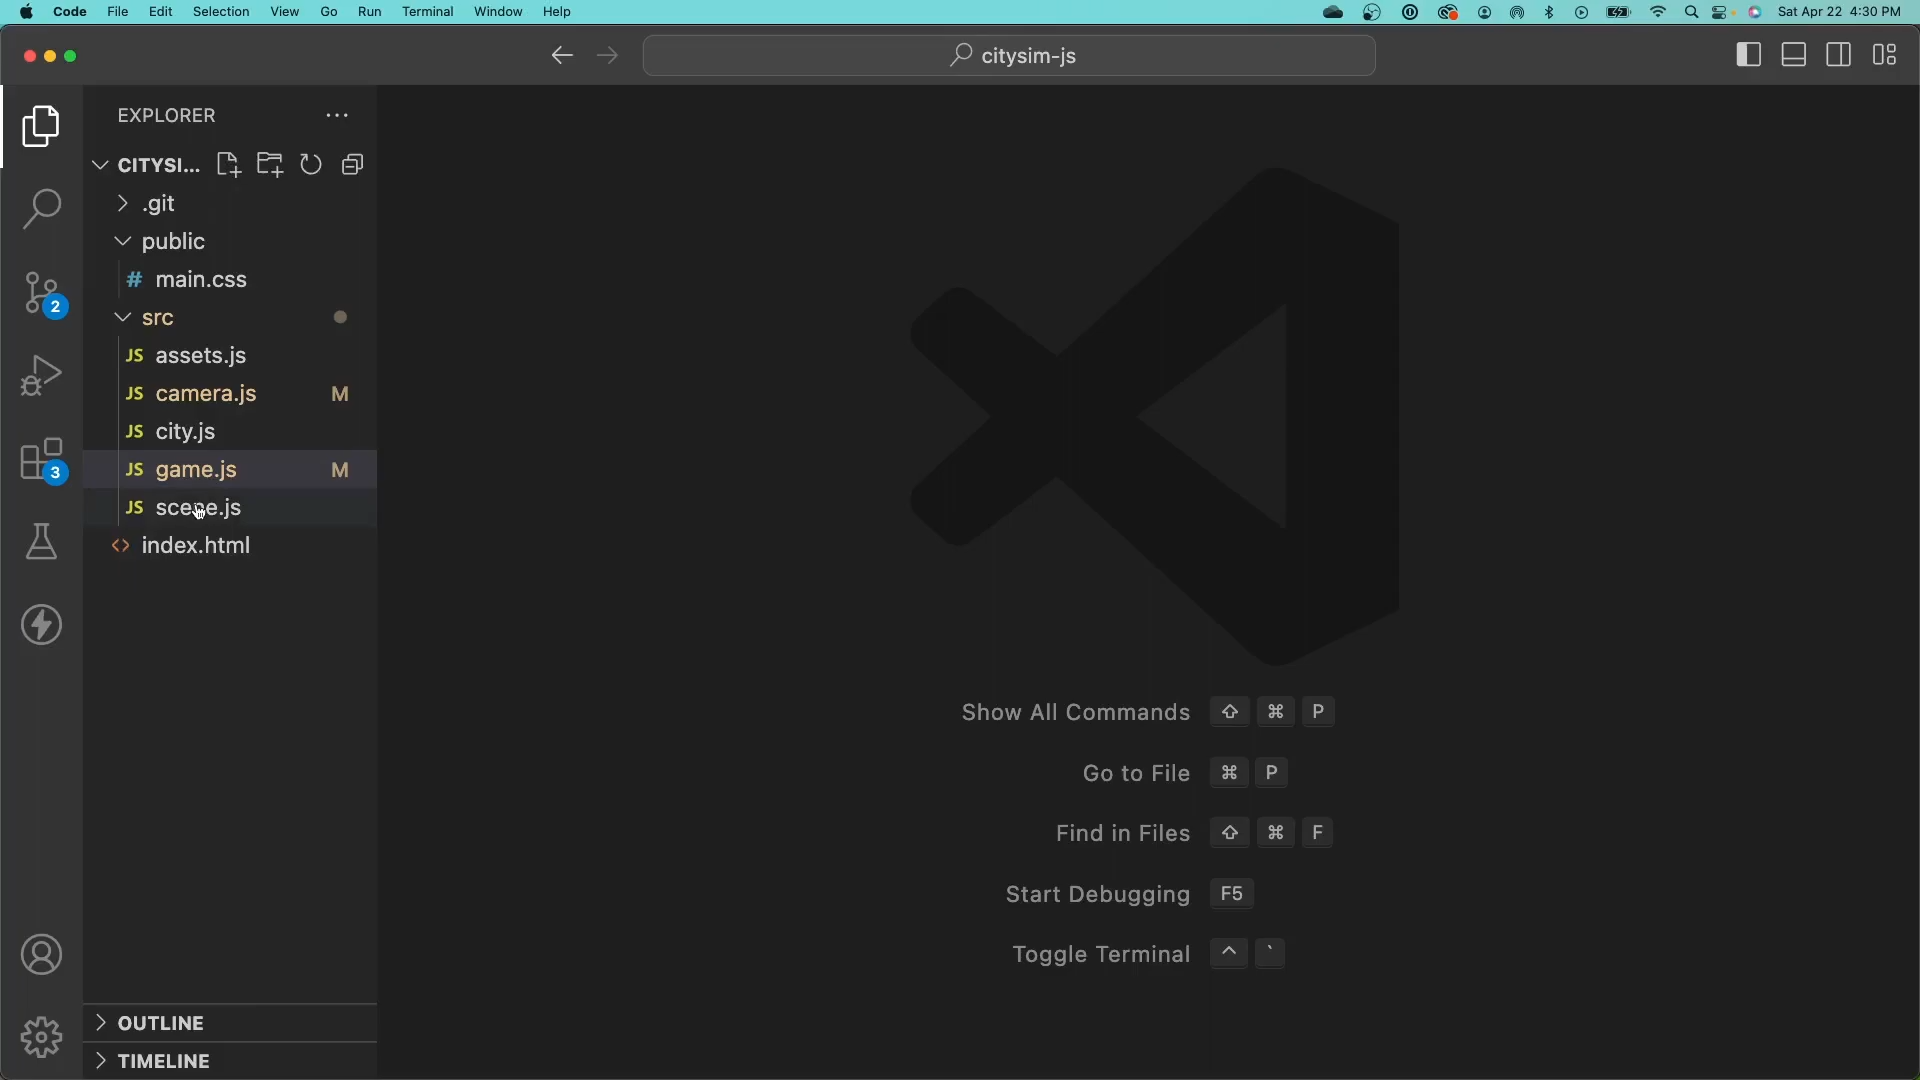 Code File Edit Selection View Go Run Terminal Window Help Sat Apr 22 4:30 PM
citysim-js
EXPLORER
CITYSI...
.git
public
# main.css
src
JS assets.js
JS camera.js M
JS city.js
JS game.js M
JS scene.js
<> index.html
2
3
Show All Commands ⇧ ⌘ P
Go to File ⌘ P
Find in Files ⇧ ⌘ F
Start Debugging F5
Toggle Terminal ^ `
OUTLINE
TIMELINE